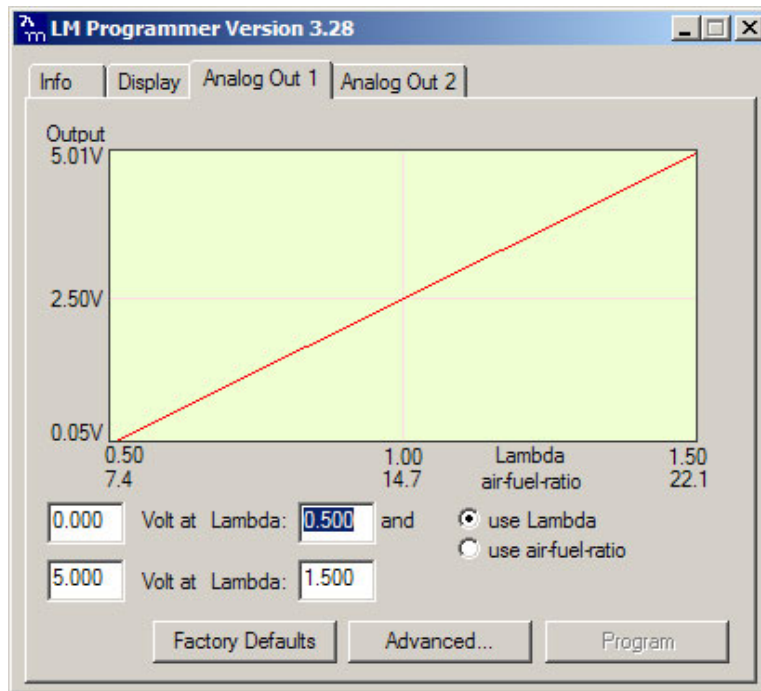 LM Programmer Version 3.28
Info Display Analog Out 1 Analog Out 2
Output
5.01V
2.50V
0.05V
0.50 1.00 Lambda 1.50
7.4 14.7 air-fuel-ratio 22.1
0.000 Volt at Lambda: 0.500 and use Lambda
use air-fuel-ratio
5.000 Volt at Lambda: 1.500
Factory Defaults Advanced... Program